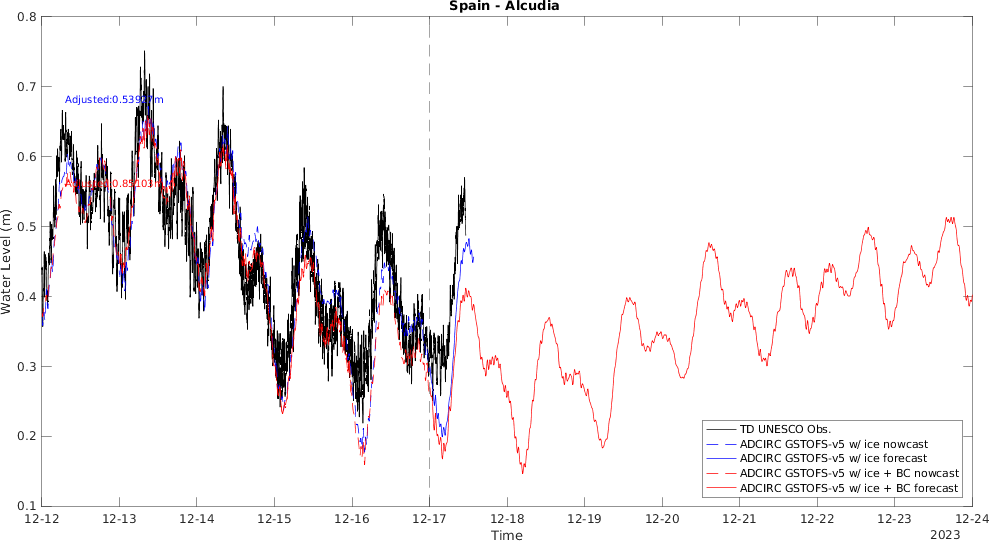 Spain - Alcudia
0.8
0.7
0.6
0.5
0.4
0.3
0.2
0.1
Water Level (m)
TD UNESCO Obs.
ADCIRC GSTOFS-v5 w/ ice nowcast
ADCIRC GSTOFS-v5 w/ ice forecast
ADCIRC GSTOFS-v5 w/ ice + BC nowcast
ADCIRC GSTOFS-v5 w/ ice + BC forecast
12-12 12-13 12-14 12-15 12-16 12-17 12-18 12-19 12-20 12-21 12-22 12-23 12-24
Time
2023